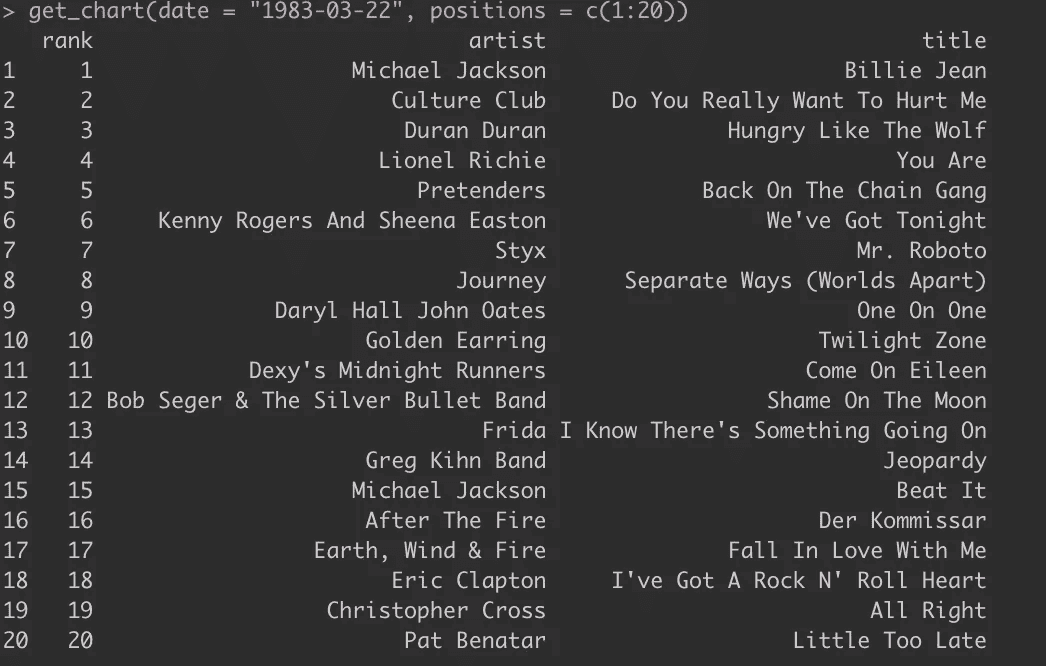 > get_chart(date = "1983-03-22", positions = c(1:20))
rank artist title
1 1 Michael Jackson Billie Jean
2 2 Culture Club Do You Really Want To Hurt Me
3 3 Duran Duran Hungry Like The Wolf
4 4 Lionel Richie You Are
5 5 Pretenders Back On The Chain Gang
6 6 Kenny Rogers And Sheena Easton We've Got Tonight
7 7 Styx Mr. Roboto
8 8 Journey Separate Ways (Worlds Apart)
9 9 Daryl Hall John Oates One On One
10 10 Golden Earring Twilight Zone
11 11 Dexy's Midnight Runners Come On Eileen
12 12 Bob Seger & The Silver Bullet Band Shame On The Moon
13 13 Frida I Know There's Something Going On
14 14 Greg Kihn Band Jeopardy
15 15 Michael Jackson Beat It
16 16 After The Fire Der Kommissar
17 17 Earth, Wind & Fire Fall In Love With Me
18 18 Eric Clapton I've Got A Rock N' Roll Heart
19 19 Christopher Cross All Right
20 20 Pat Benatar Little Too Late